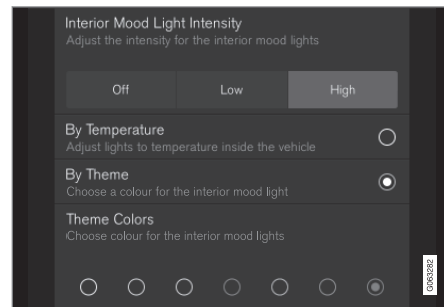 Interior Mood Light Intensity
Adjust the intensity for the interior mood lights
Off Low High
By Temperature
Adjust lights to temperature inside the vehicle
By Theme
Choose a colour for the interior mood light
Theme Colors
Choose colour for the interior mood lights
G063282